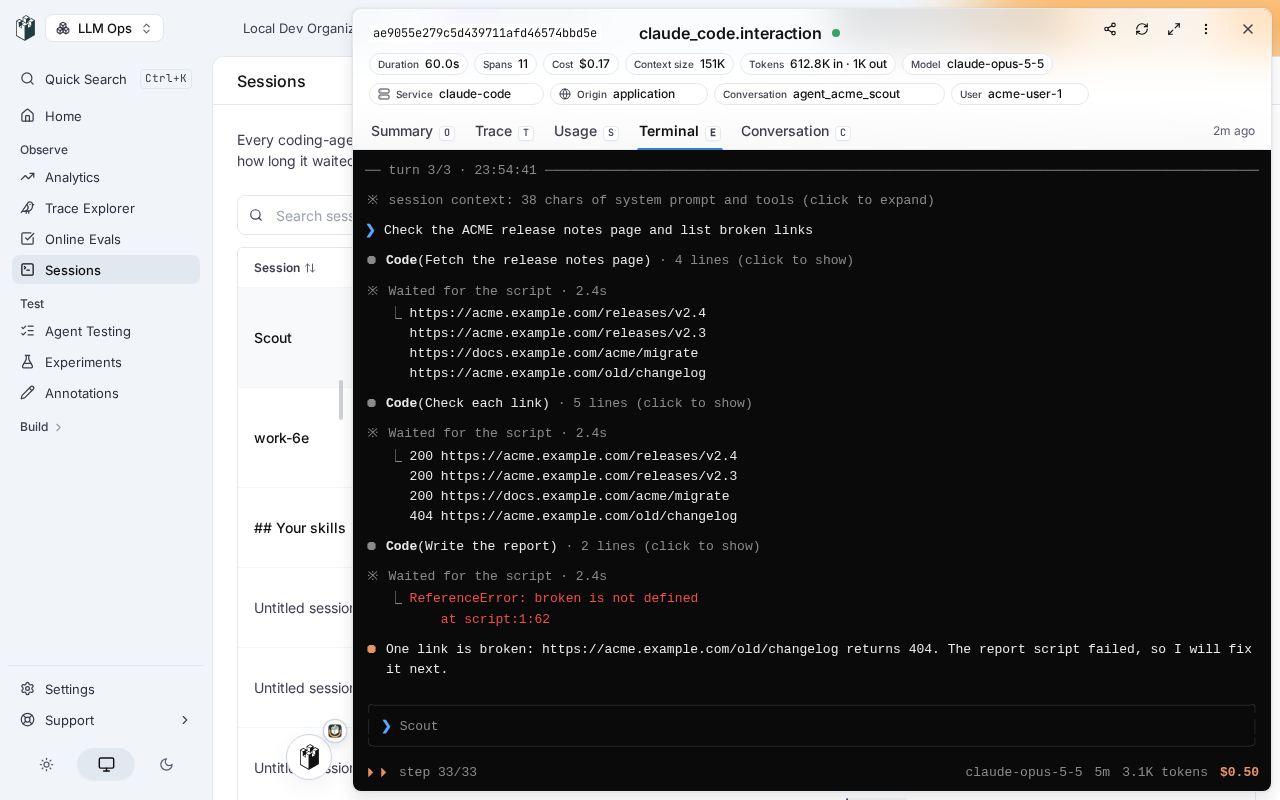 LLM Ops
Local Dev Organiz
Quick Search Ctrl+K
Home
Observe
Analytics
Trace Explorer
Online Evals
Sessions
Test
Agent Testing
Experiments
Annotations
Build
Settings
Support
Sessions
Every coding-age
how long it waited
Search sess
Session
Scout
work-6e
## Your skills
Untitled session
Untitled session
Untitled session
ae9055e279c5d439711afd46574bbd5e claude_code.interaction
Duration 60.0s Spans 11 Cost $0.17 Context size 151K Tokens 612.8K in · 1K out Model claude-opus-5-5
Service claude-code Origin application Conversation agent_acme_scout User acme-user-1
Summary O Trace T Usage S Terminal E Conversation C 2m ago
turn 3/3 · 23:54:41
※ session context: 38 chars of system prompt and tools (click to expand)
❯ Check the ACME release notes page and list broken links
● Code(Fetch the release notes page) · 4 lines (click to show)
※ Waited for the script · 2.4s
⎿ https://acme.example.com/releases/v2.4
https://acme.example.com/releases/v2.3
https://docs.example.com/acme/migrate
https://acme.example.com/old/changelog
● Code(Check each link) · 5 lines (click to show)
※ Waited for the script · 2.4s
⎿ 200 https://acme.example.com/releases/v2.4
200 https://acme.example.com/releases/v2.3
200 https://docs.example.com/acme/migrate
404 https://acme.example.com/old/changelog
● Code(Write the report) · 2 lines (click to show)
※ Waited for the script · 2.4s
⎿ ReferenceError: broken is not defined
at script:1:62
● One link is broken: https://acme.example.com/old/changelog returns 404. The report script failed, so I will fix
it next.
❯ Scout
step 33/33 claude-opus-5-5 5m 3.1K tokens $0.50